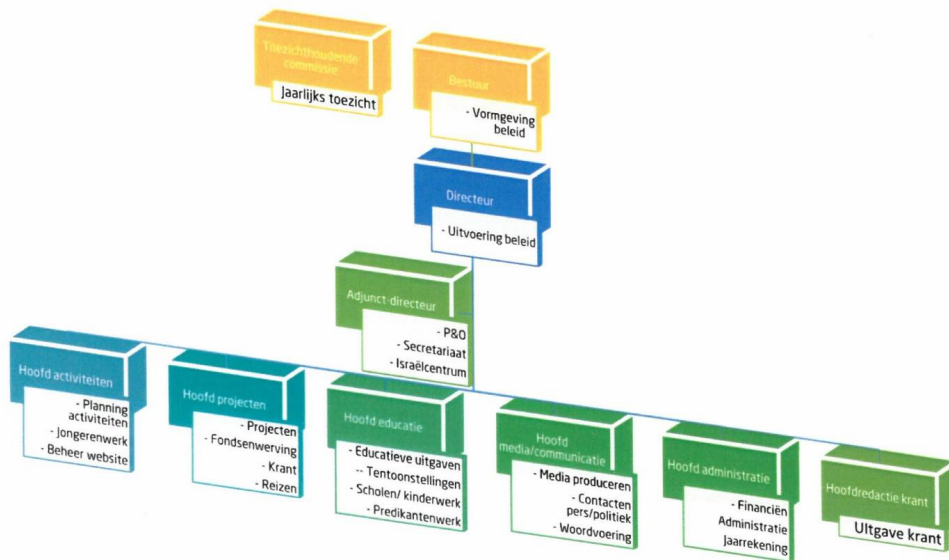 Toezichthoudende
commissie
Jaarlijks toezicht
Bestuur
- Vormgeving
beleid
Directeur
- Uitvoering beleid
Adjunct-directeur
- P&O
- Secretariaat
- Israëlcentrum
Hoofd activiteiten
- Planning
activiteiten
- Jongerenwerk
- Beheer website
Hoofd projecten
- Projecten
- Fondsenwerving
- Krant
- Reizen
Hoofd educatie
- Educatieve uitgaven
-- Tentoonstellingen
- Scholen/ kinderwerk
- Predikantenwerk
Hoofd
media/communicatie
- Media produceren
- Contacten
pers/politiek
- Woordvoering
Hoofd administratie
- Financiën
Administratie
Jaarrekening
Hoofdredactie krant
Uitgave krant